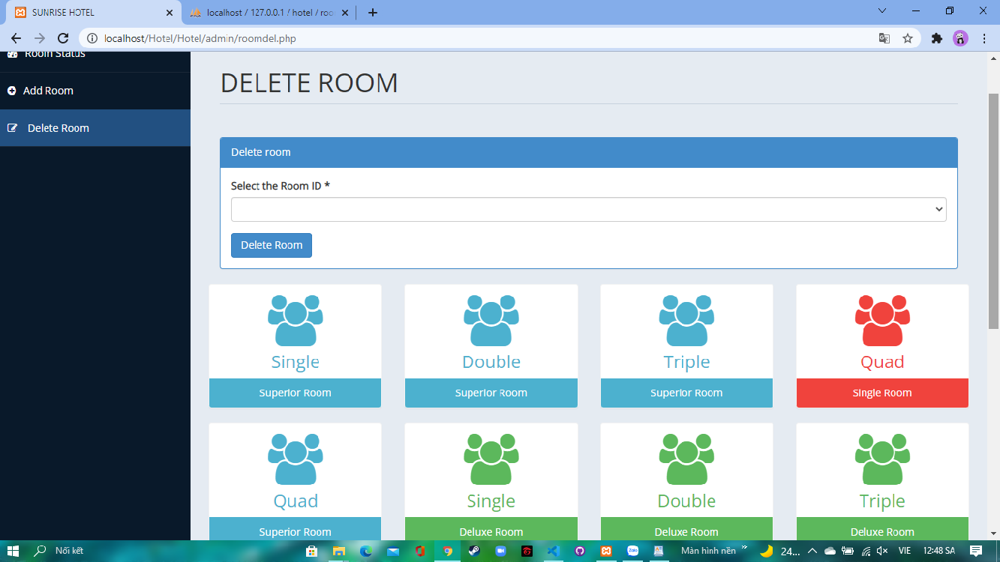 SUNRISE HOTEL
localhost / 127.0.0.1 / hotel / roo
localhost/Hotel/Hotel/admin/roomdel.php
Room Status
Add Room
Delete Room
DELETE ROOM
Delete room
Select the Room ID *
Delete Room
Single
Superior Room
Double
Superior Room
Triple
Superior Room
Quad
Single Room
Quad
Superior Room
Single
Deluxe Room
Double
Deluxe Room
Triple
Deluxe Room
Nối kết
Zalo
Màn hình nền
24...
VIE
12:48 SA